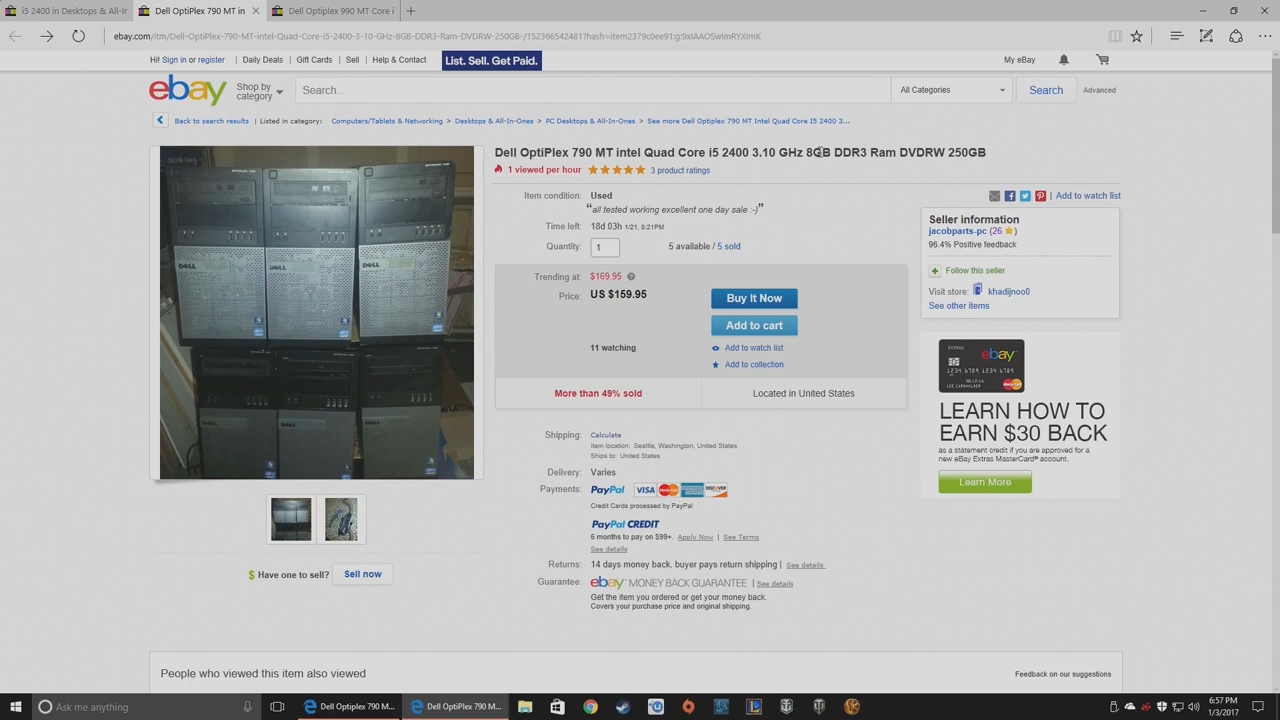 i5 2400 in Desktops & All-Ir
Dell OptiPlex 790 MT in
Dell Optiplex 990 MT Core i
ebay.com/itm/Dell-OptiPlex-790-MT-intel-Quad-Core-i5-2400-3-10-GHz-8GB-DDR3-Ram-DVDRW-250GB-/152366542481?hash=item2379c0ee91:g:9xIAAOSwImRYXImK
Hi! Sign in or register
Daily Deals
Gift Cards
Sell
Help & Contact
List. Sell. Get Paid.
My eBay
ebay
Shop by category
Search...
All Categories
Search
Advanced
Back to search results | Listed in category: Computers/Tablets & Networking > Desktops & All-In-Ones > PC Desktops & All-In-Ones > See more Dell Optiplex 790 MT Intel Quad Core I5 2400 3...
Dell OptiPlex 790 MT intel Quad Core i5 2400 3.10 GHz 8GB DDR3 Ram DVDRW 250GB
1 viewed per hour
3 product ratings
Item condition: Used
"all tested working excellent one day sale :-)"
Time left: 18d 03h 1/21, 8:21PM
Quantity: 1
5 available / 5 sold
Trending at: $169.95
Price: US $159.95
Buy It Now
Add to cart
11 watching
Add to watch list
Add to collection
More than 49% sold
Located in United States
Shipping: Calculate
Item location: Seattle, Washington, United States
Ships to: United States
Delivery: Varies
Payments: PayPal VISA MasterCard DISCOVER
Credit Cards processed by PayPal
PayPal CREDIT
6 months to pay on $99+. Apply Now | See Terms
See details
Returns: 14 days money back, buyer pays return shipping | See details
Guarantee: ebay MONEY BACK GUARANTEE | See details
Get the item you ordered or get your money back.
Covers your purchase price and original shipping.
| Add to watch list
Seller information
jacobparts-pc (26 )
96.4% Positive feedback
Follow this seller
Visit store: khadijnoo0
See other items
EXTRAS
ebay
MasterCard
LEARN HOW TO
EARN $30 BACK
as a statement credit if you are approved for a
new eBay Extras MasterCard® account.
Learn More
DELL
DELL
DELL
$ Have one to sell? Sell now
People who viewed this item also viewed
Feedback on our suggestions
Ask me anything
Dell OptiPlex 790 M...
Dell OptiPlex 790 M...
6:57 PM
1/3/2017